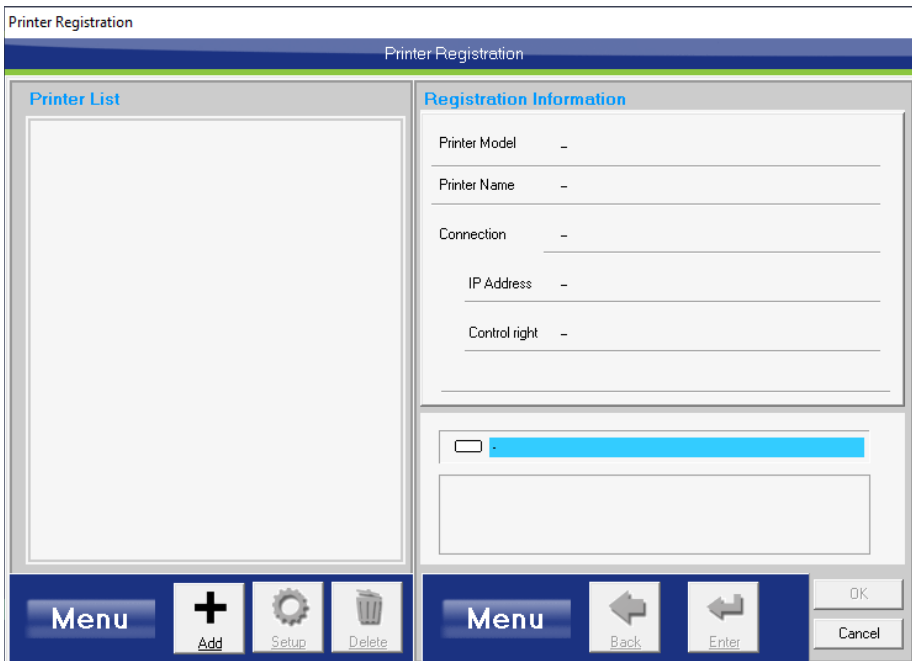 Printer Registration
Printer Registration
Printer List
Registration Information
Printer Model –
Printer Name –
Connection –
IP Address –
Control right –
-
Menu
Add
Setup
Delete
Menu
Back
Enter
OK
Cancel